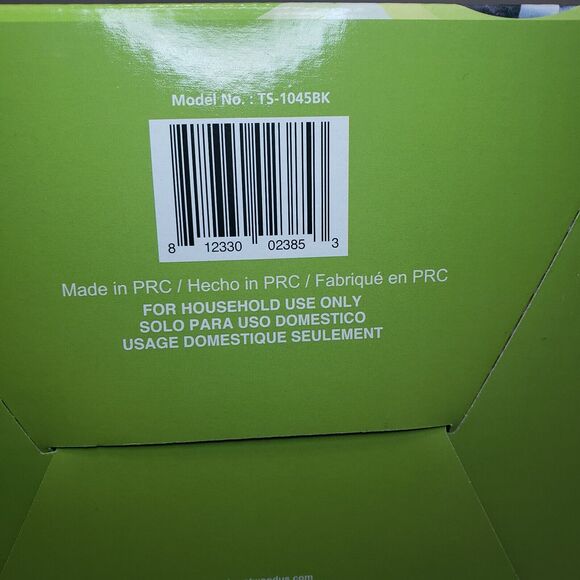 Model No. : TS-1045BK
8 12330 02385 3
Made in PRC / Hecho in PRC / Fabriqué en PRC
FOR HOUSEHOLD USE ONLY
SOLO PARA USO DOMESTICO
USAGE DOMESTIQUE SEULEMENT